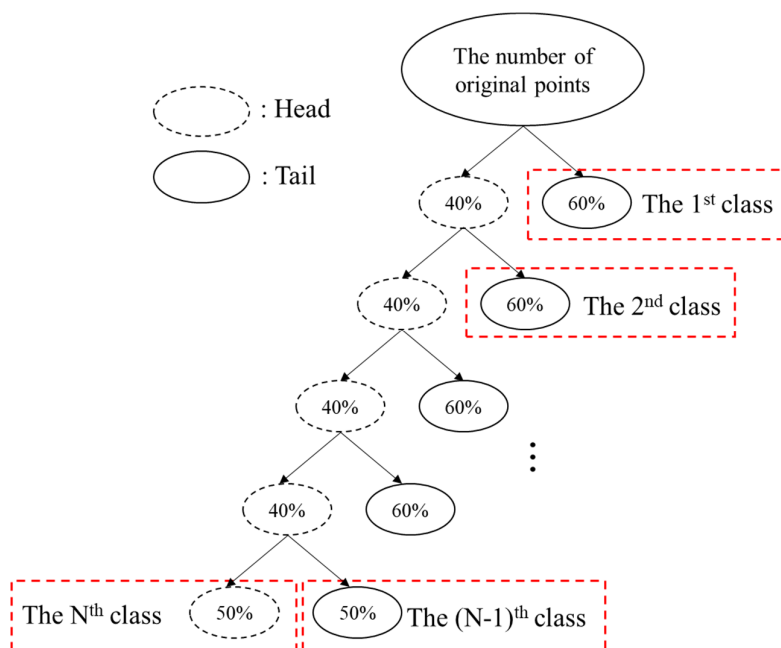 The number of
original points
: Head
: Tail
40%
60%
The 1st class
40%
60%
The 2nd class
40%
60%
40%
60%
The Nth class
50%
50%
The (N-1)th class